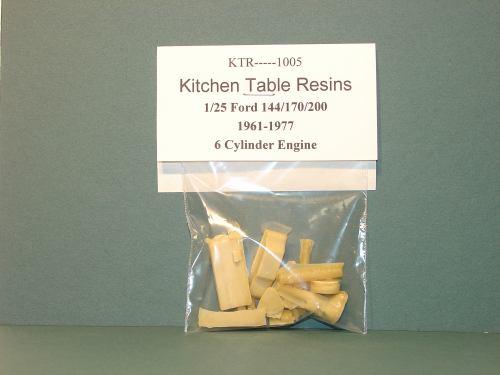 KTR-----1005
Kitchen Table Resins
1/25 Ford 144/170/200
1961-1977
6 Cylinder Engine